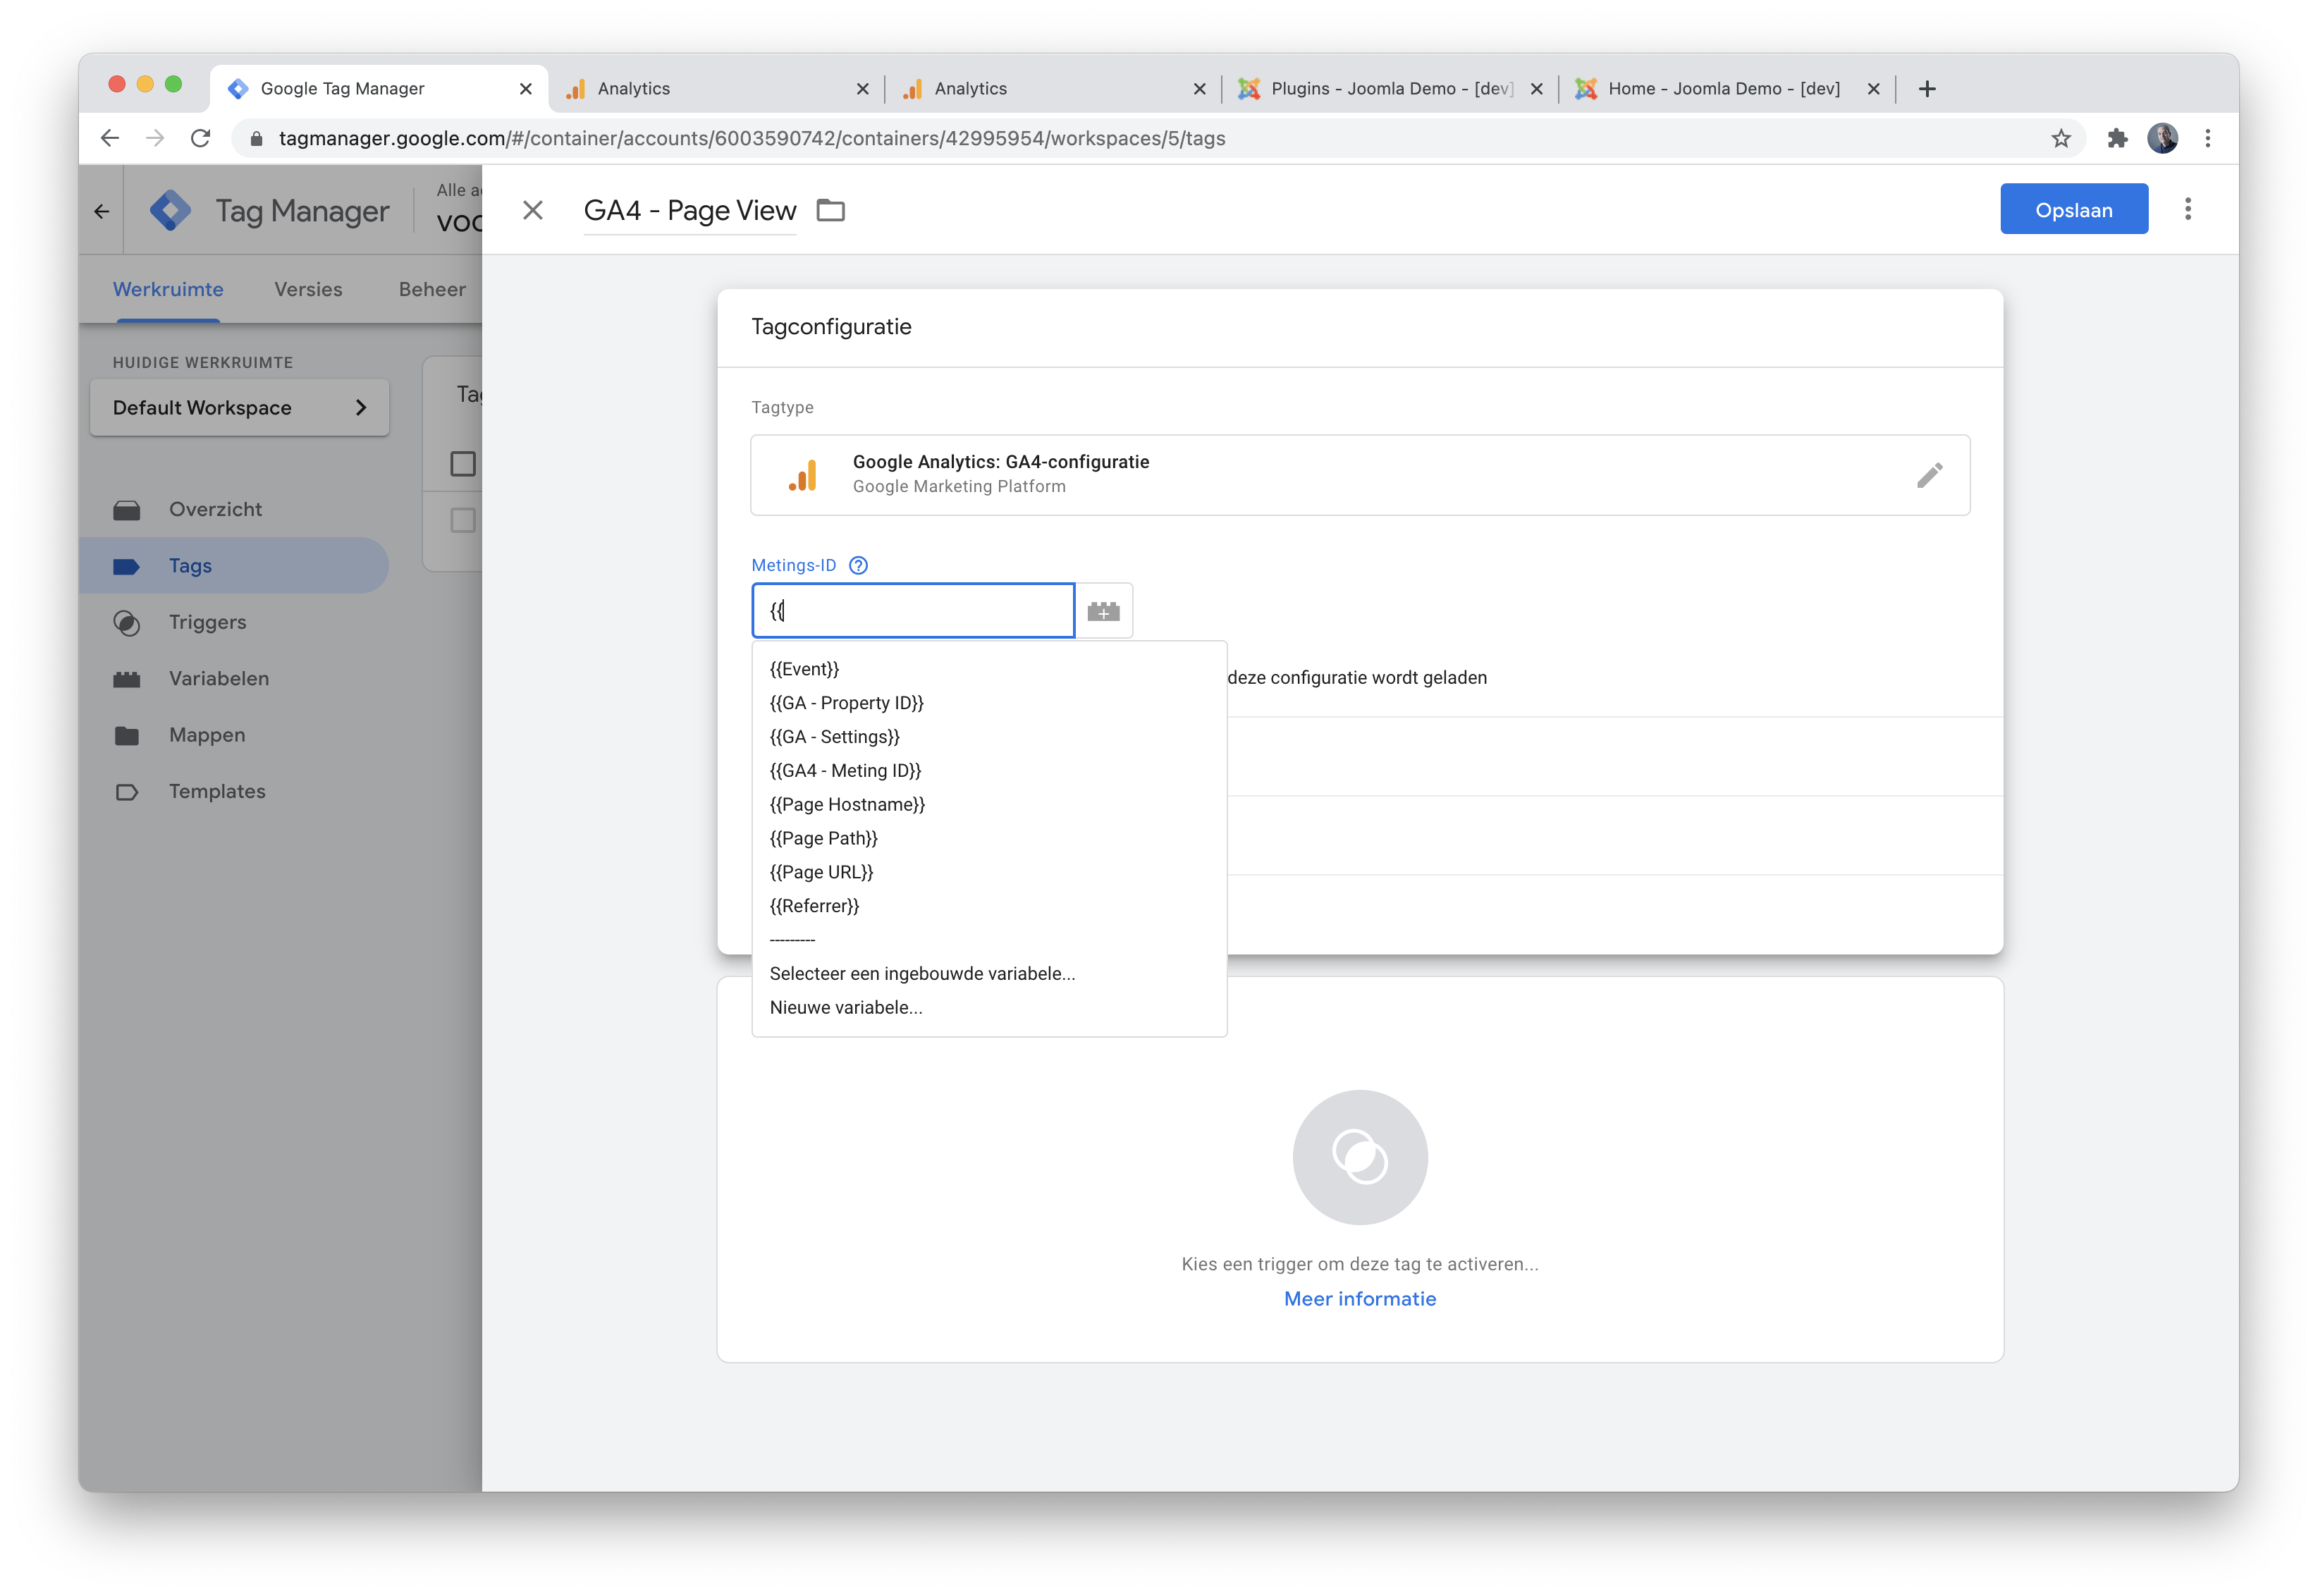 Google Tag Manager
Analytics
Analytics
Plugins - Joomla Demo - [dev]
Home - Joomla Demo - [dev]
tagmanager.google.com/#/container/accounts/6003590742/containers/42995954/workspaces/5/tags
Tag Manager
Alle
GA4 - Page View
Opslaan
Werkruimte
Versies
Beheer
HUIDIGE WERKRUIMTE
Default Workspace
Overzicht
Tags
Triggers
Variabelen
Mappen
Templates
Tagconfiguratie
Tagtype
Google Analytics: GA4-configuratie
Google Marketing Platform
Metings-ID
{{
{{Event}}
{{GA - Property ID}}
{{GA - Settings}}
{{GA4 - Meting ID}}
{{Page Hostname}}
{{Page Path}}
{{Page URL}}
{{Referrer}}
---------
Selecteer een ingebouwde variabele...
Nieuwe variabele...
deze configuratie wordt geladen
Kies een trigger om deze tag te activeren...
Meer informatie